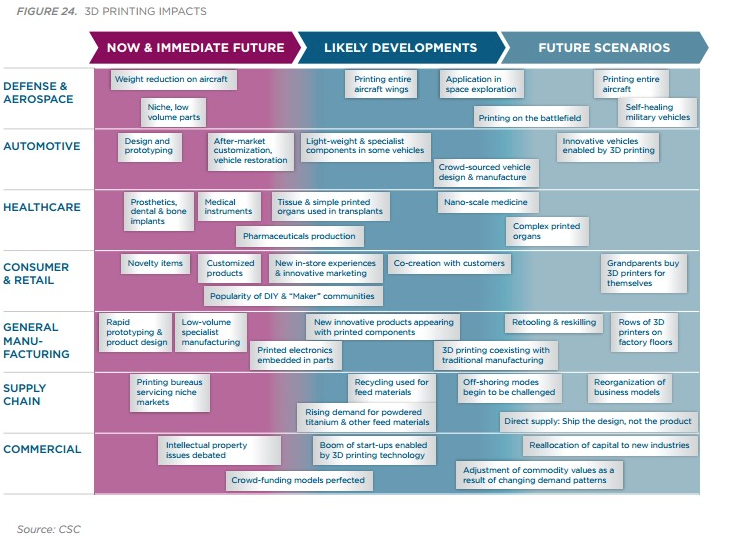 FIGURE 24. 3D PRINTING IMPACTS
NOW & IMMEDIATE FUTURE
LIKELY DEVELOPMENTS
FUTURE SCENARIOS
DEFENSE &
AEROSPACE
Weight reduction on aircraft
Niche, low
volume parts
Printing entire
aircraft wings
Application in
space exploration
Printing on the battlefield
Printing entire
aircraft
Self-healing
military vehicles
AUTOMOTIVE
Design and
prototyping
After-market
customization,
vehicle restoration
Light-weight & specialist
components in some vehicles
Crowd-sourced vehicle
design & manufacture
Innovative vehicles
enabled by 3D printing
HEALTHCARE
Prosthetics,
dental & bone
implants
Medical
instruments
Tissue & simple printed
organs used in transplants
Pharmaceuticals production
Nano-scale medicine
Complex printed
organs
CONSUMER
& RETAIL
Novelty items
Customized
products
New in-store experiences
& innovative marketing
Co-creation with customers
Popularity of DIY & “Maker” communities
Grandparents buy
3D printers for
themselves
GENERAL
MANU-
FACTURING
Rapid
prototyping &
product design
Low-volume
specialist
manufacturing
Printed electronics
embedded in parts
New innovative products appearing
with printed components
3D printing coexisting with
traditional manufacturing
Retooling & reskilling
Rows of 3D
printers on
factory floors
SUPPLY
CHAIN
Printing bureaus
servicing niche
markets
Recycling used for
feed materials
Rising demand for powdered
titanium & other feed materials
Off-shoring modes
begin to be challenged
Reorganization of
business models
Direct supply: Ship the design, not the product
COMMERCIAL
Intellectual property
issues debated
Crowd-funding models perfected
Boom of start-ups enabled
by 3D printing technology
Reallocation of capital to new industries
Adjustment of commodity values as a
result of changing demand patterns
Source: CSC